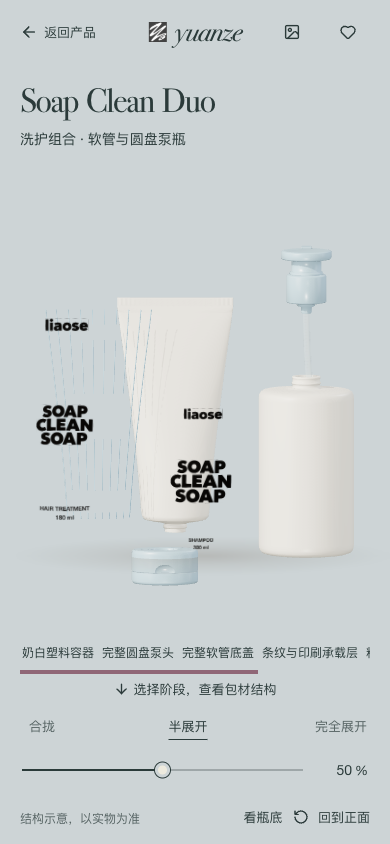 返回产品
yuanze
Soap Clean Duo
洗护组合 · 软管与圆盘泵瓶
liaose
SOAP
CLEAN
SOAP
HAIR TREATMENT
180 ml
liaose
SOAP
CLEAN
SOAP
SHAMPOO
380 ml
奶白塑料容器 完整圆盘泵头 完整软管底盖 条纹与印刷承载层
选择阶段，查看包材结构
合拢 半展开 完全展开
50 %
结构示意，以实物为准 看瓶底 回到正面